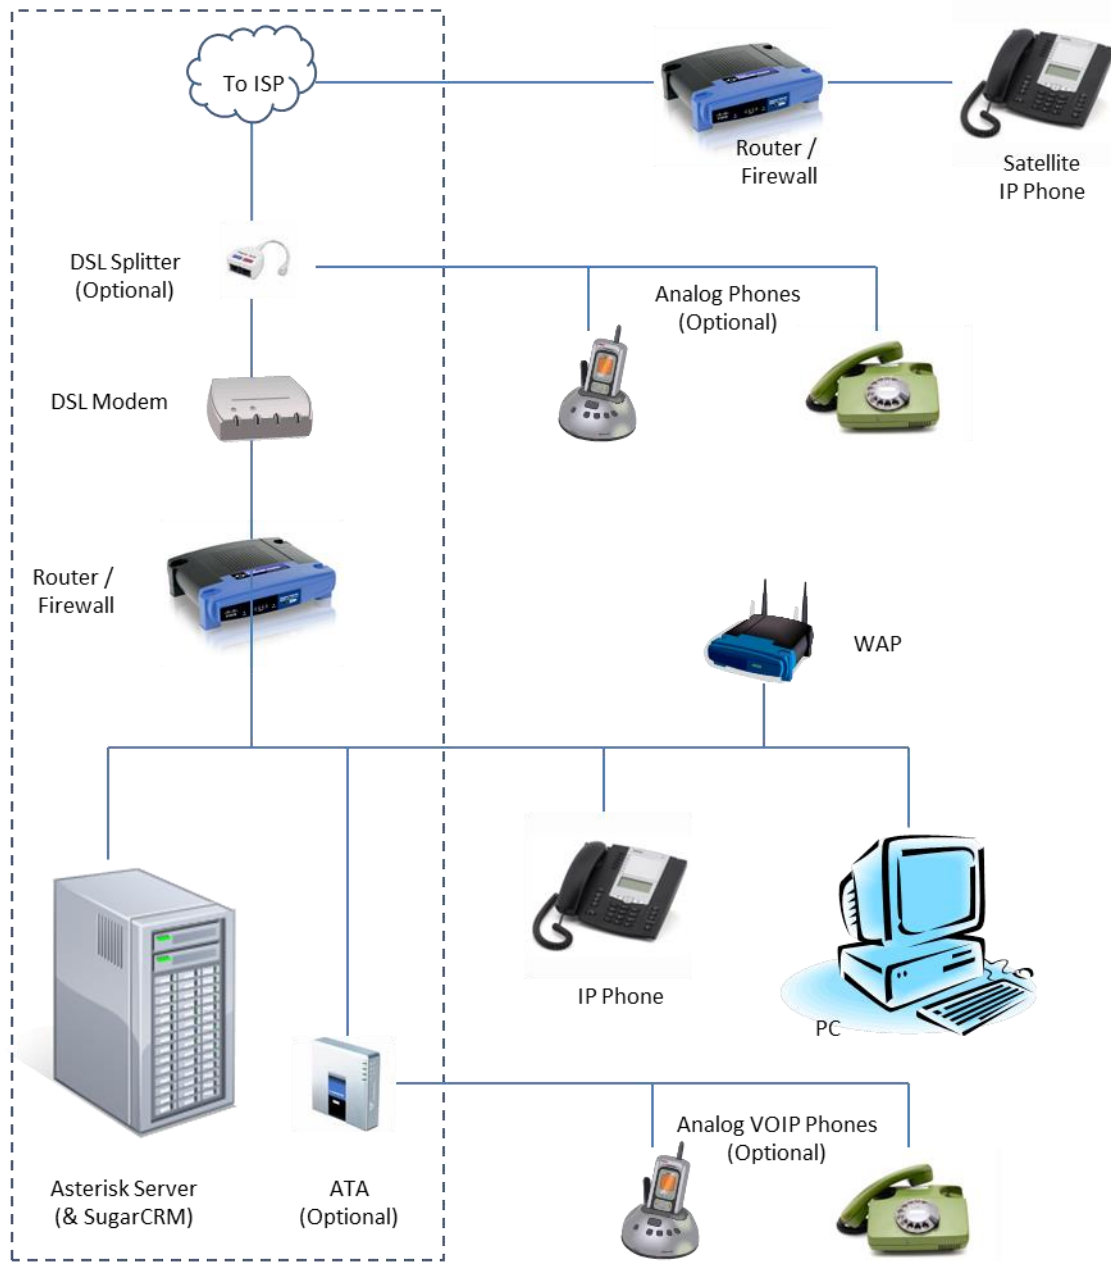 To ISP
Router /
Firewall
Satellite
IP Phone
DSL Splitter
(Optional)
Analog Phones
(Optional)
DSL Modem
Router /
Firewall
WAP
IP Phone
PC
Analog VOIP Phones
(Optional)
Asterisk Server
(& SugarCRM)
ATA
(Optional)